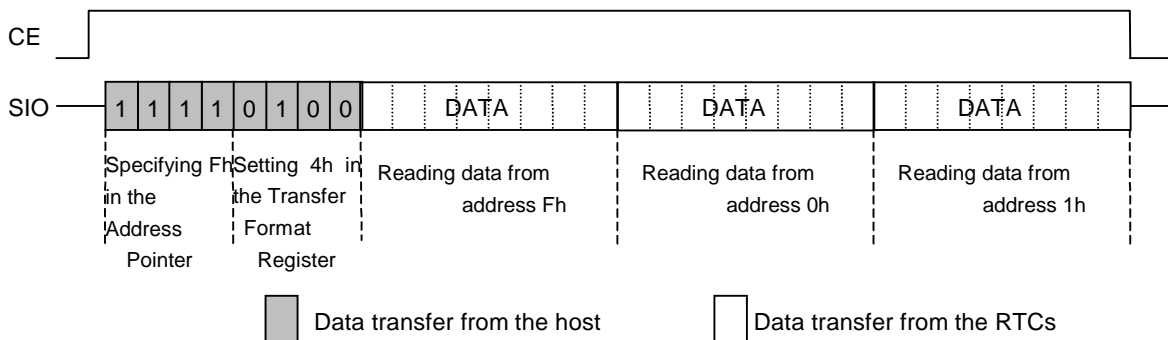 CE
SIO 1 1 1 1 0 1 0 0 DATA DATA DATA
Specifying Fh
in the
Address
Pointer
Setting 4h in
the Transfer
Format
Register
Reading data from
address Fh
Reading data from
address 0h
Reading data from
address 1h
Data transfer from the host
Data transfer from the RTCs